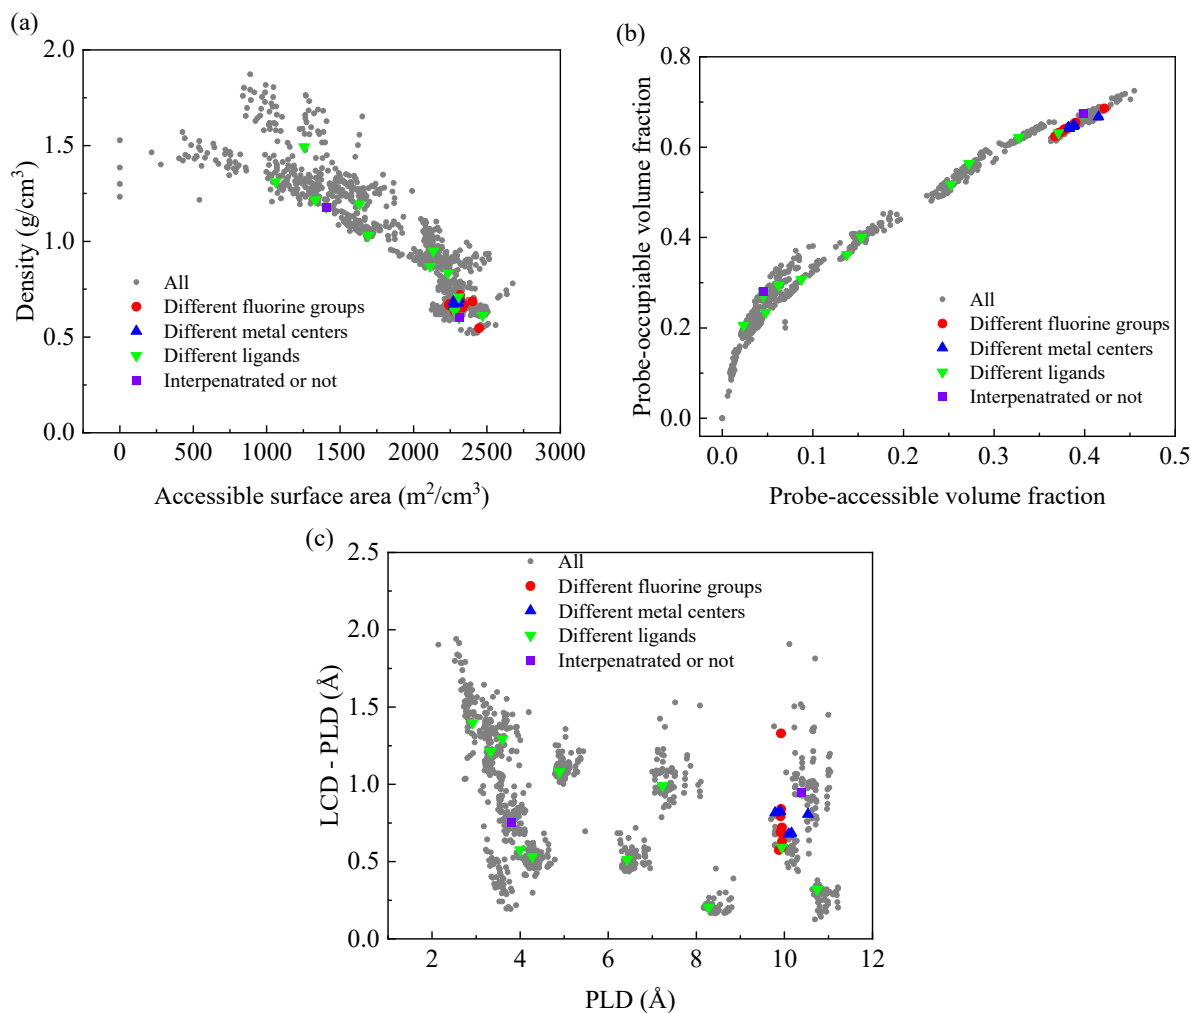 (a)
2.0
1.5
1.0
0.5
0.0
Density (g/cm³)
All
Different fluorine groups
Different metal centers
Different ligands
Interpenatrated or not
0 500 1000 1500 2000 2500 3000
Accessible surface area (m²/cm³)
(b)
0.8
0.6
0.4
0.2
0.0
Probe-occupiable volume fraction
All
Different fluorine groups
Different metal centers
Different ligands
Interpenatrated or not
0.0 0.1 0.2 0.3 0.4 0.5
Probe-accessible volume fraction
(c)
2.5
2.0
1.5
1.0
0.5
0.0
LCD - PLD (Å)
All
Different fluorine groups
Different metal centers
Different ligands
Interpenatrated or not
2 4 6 8 10 12
PLD (Å)